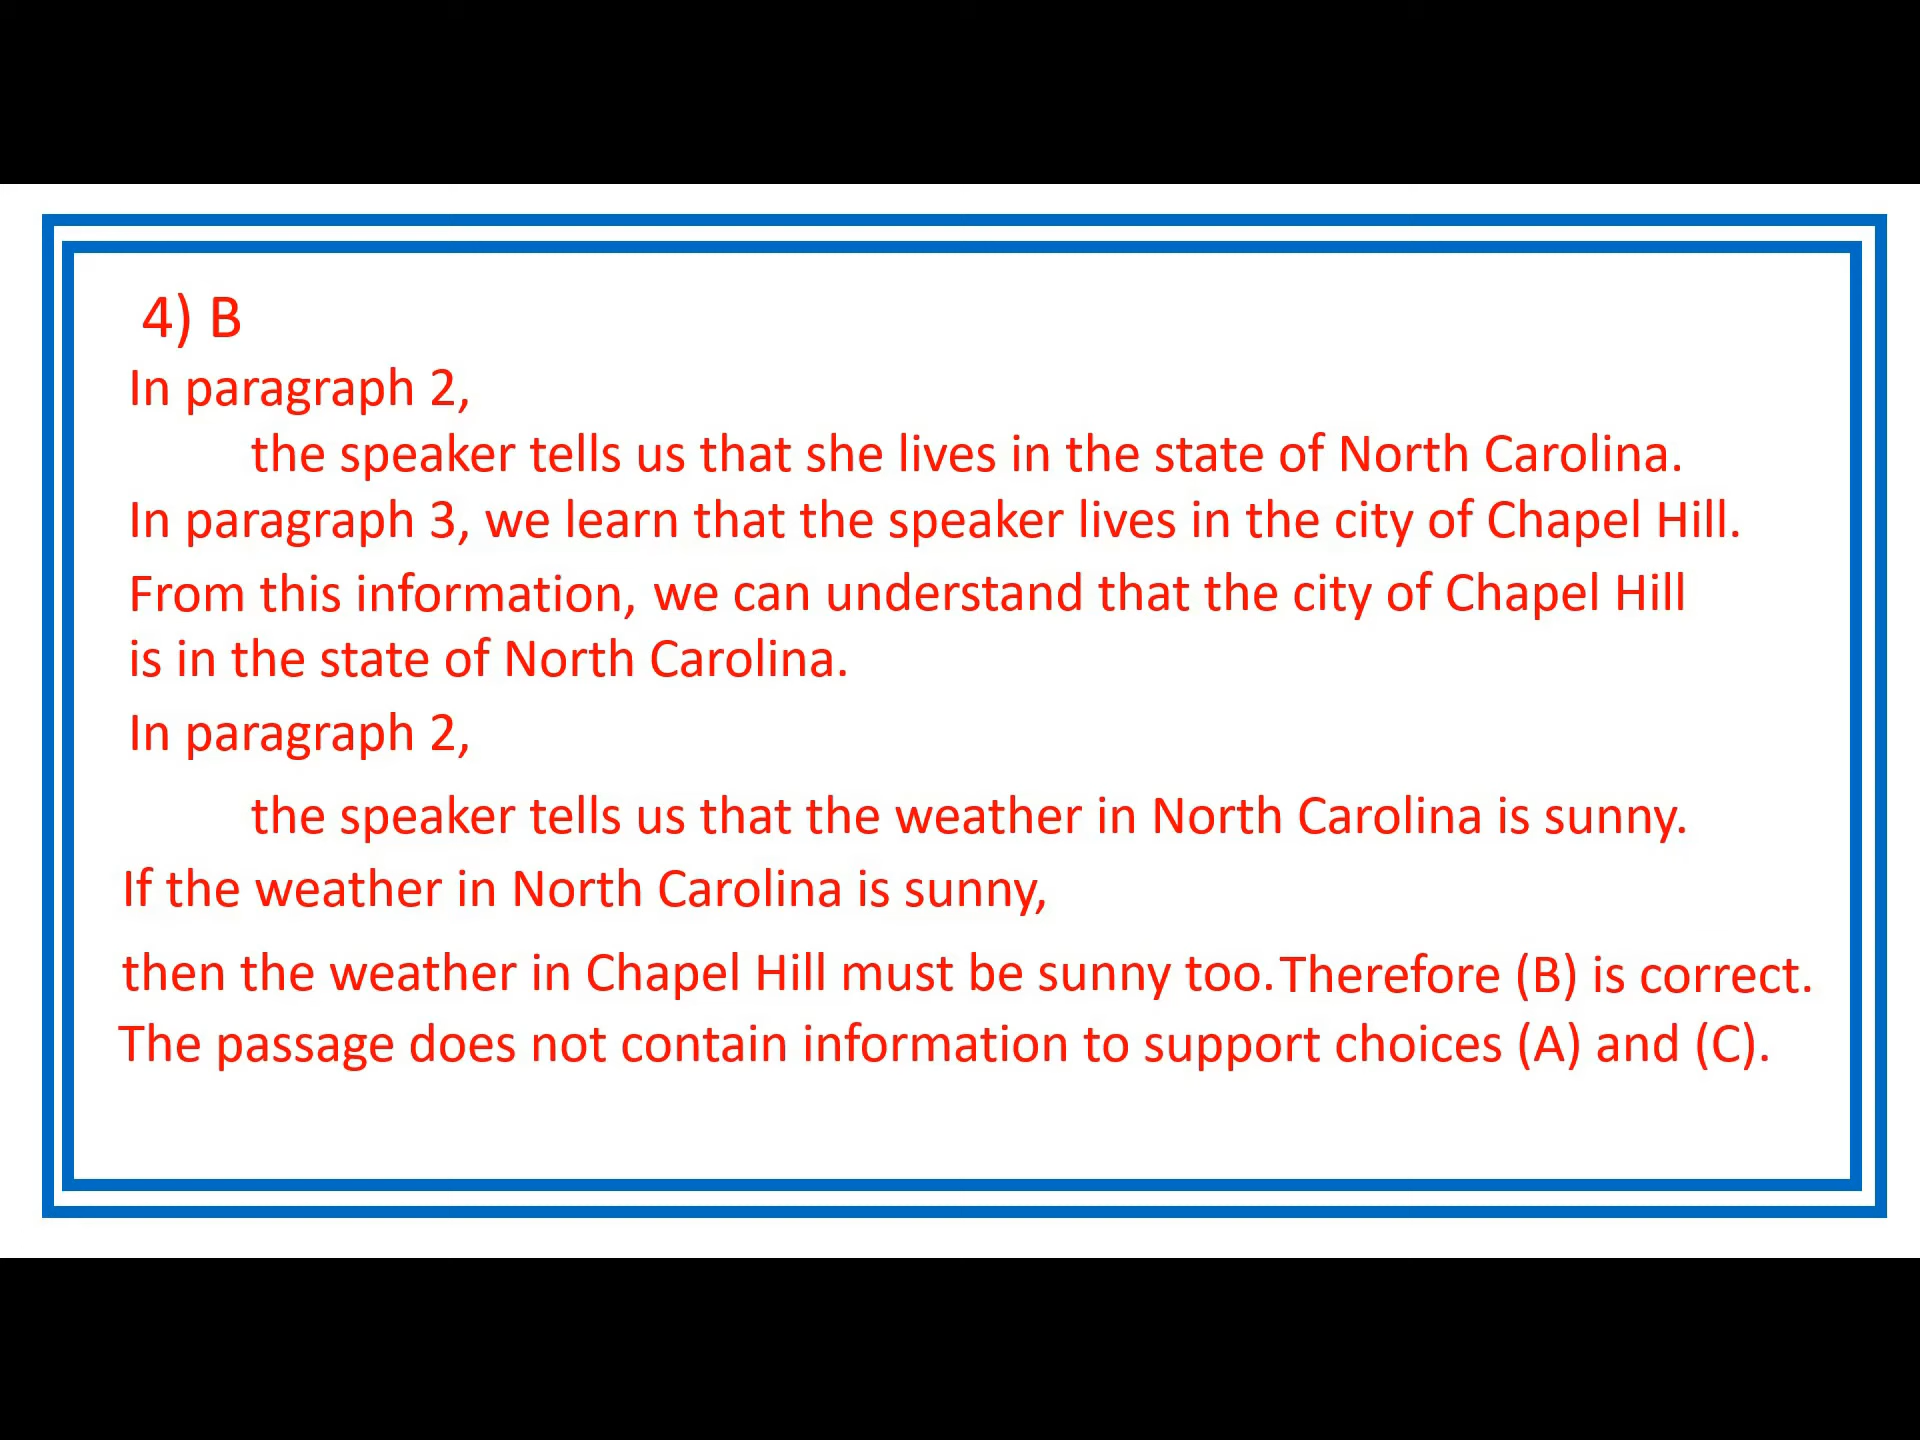 4) B
In paragraph 2,
the speaker tells us that she lives in the state of North Carolina.
In paragraph 3, we learn that the speaker lives in the city of Chapel Hill.
From this information, we can understand that the city of Chapel Hill
is in the state of North Carolina.
In paragraph 2,
the speaker tells us that the weather in North Carolina is sunny.
If the weather in North Carolina is sunny,
then the weather in Chapel Hill must be sunny too. Therefore (B) is correct.
The passage does not contain information to support choices (A) and (C).